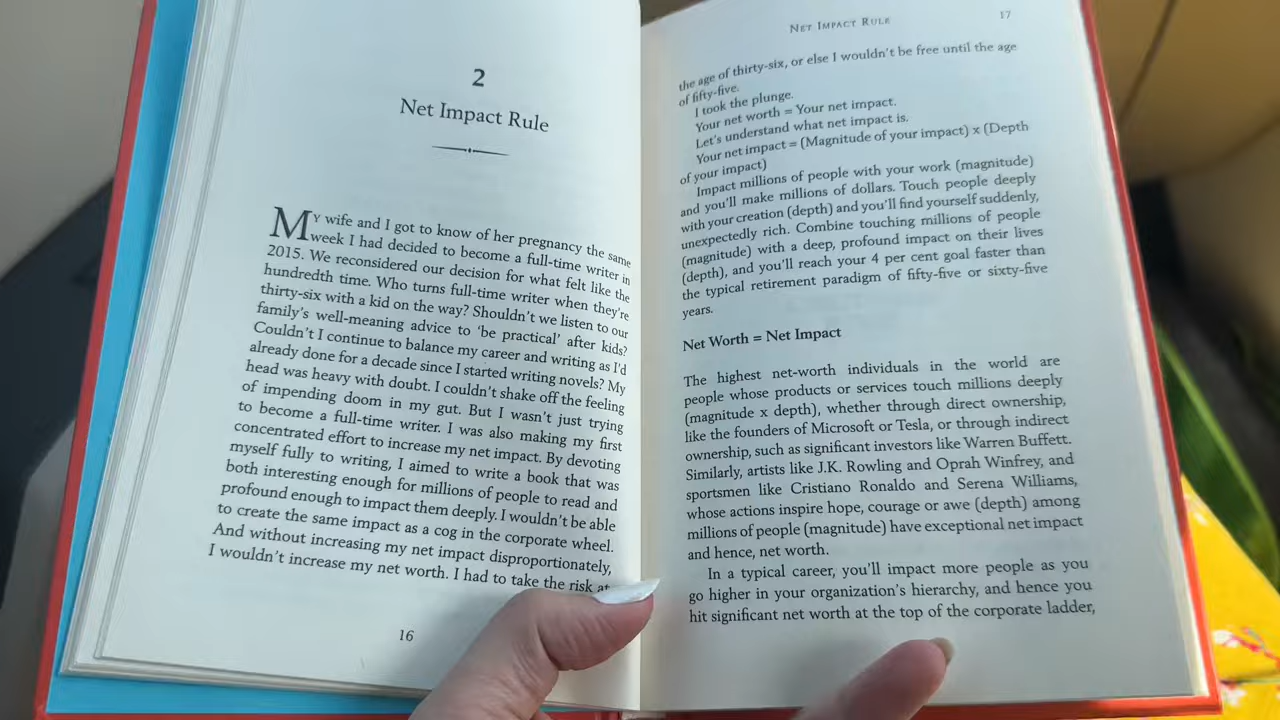 2
Net Impact Rule
MY wife and I got to know of her pregnancy the same
week I had decided to become a full-time writer in
2015. We reconsidered our decision for what felt like the
hundredth time. Who turns full-time writer when they're
thirty-six with a kid on the way? Shouldn't we listen to our
family's well-meaning advice to 'be practical' after kids?
Couldn't I continue to balance my career and writing as I'd
already done for a decade since I started writing novels? My
head was heavy with doubt. I couldn't shake off the feeling
of impending doom in my gut. But I wasn't just trying
to become a full-time writer. I was also making my first
concentrated effort to increase my net impact. By devoting
myself fully to writing, I aimed to write a book that was
both interesting enough for millions of people to read and
profound enough to impact them deeply. I wouldn't be able
to create the same impact as a cog in the corporate wheel.
And without increasing my net impact disproportionately,
I wouldn't increase my net worth. I had to take the risk at
16
NET IMPACT RULE 17
the age of thirty-six, or else I wouldn't be free until the age
of fifty-five.
I took the plunge.
Your net worth = Your net impact.
Let's understand what net impact is.
Your net impact = (Magnitude of your impact) x (Depth
of your impact)
Impact millions of people with your work (magnitude)
and you'll make millions of dollars. Touch people deeply
with your creation (depth) and you'll find yourself suddenly,
unexpectedly rich. Combine touching millions of people
(magnitude) with a deep, profound impact on their lives
(depth), and you'll reach your 4 per cent goal faster than
the typical retirement paradigm of fifty-five or sixty-five
years.
Net Worth = Net Impact
The highest net-worth individuals in the world are
people whose products or services touch millions deeply
(magnitude x depth), whether through direct ownership,
like the founders of Microsoft or Tesla, or through indirect
ownership, such as significant investors like Warren Buffett.
Similarly, artists like J.K. Rowling and Oprah Winfrey, and
sportsmen like Cristiano Ronaldo and Serena Williams,
whose actions inspire hope, courage or awe (depth) among
millions of people (magnitude) have exceptional net impact
and hence, net worth.
In a typical career, you'll impact more people as you
go higher in your organization's hierarchy, and hence you
hit significant net worth at the top of the corporate ladder,